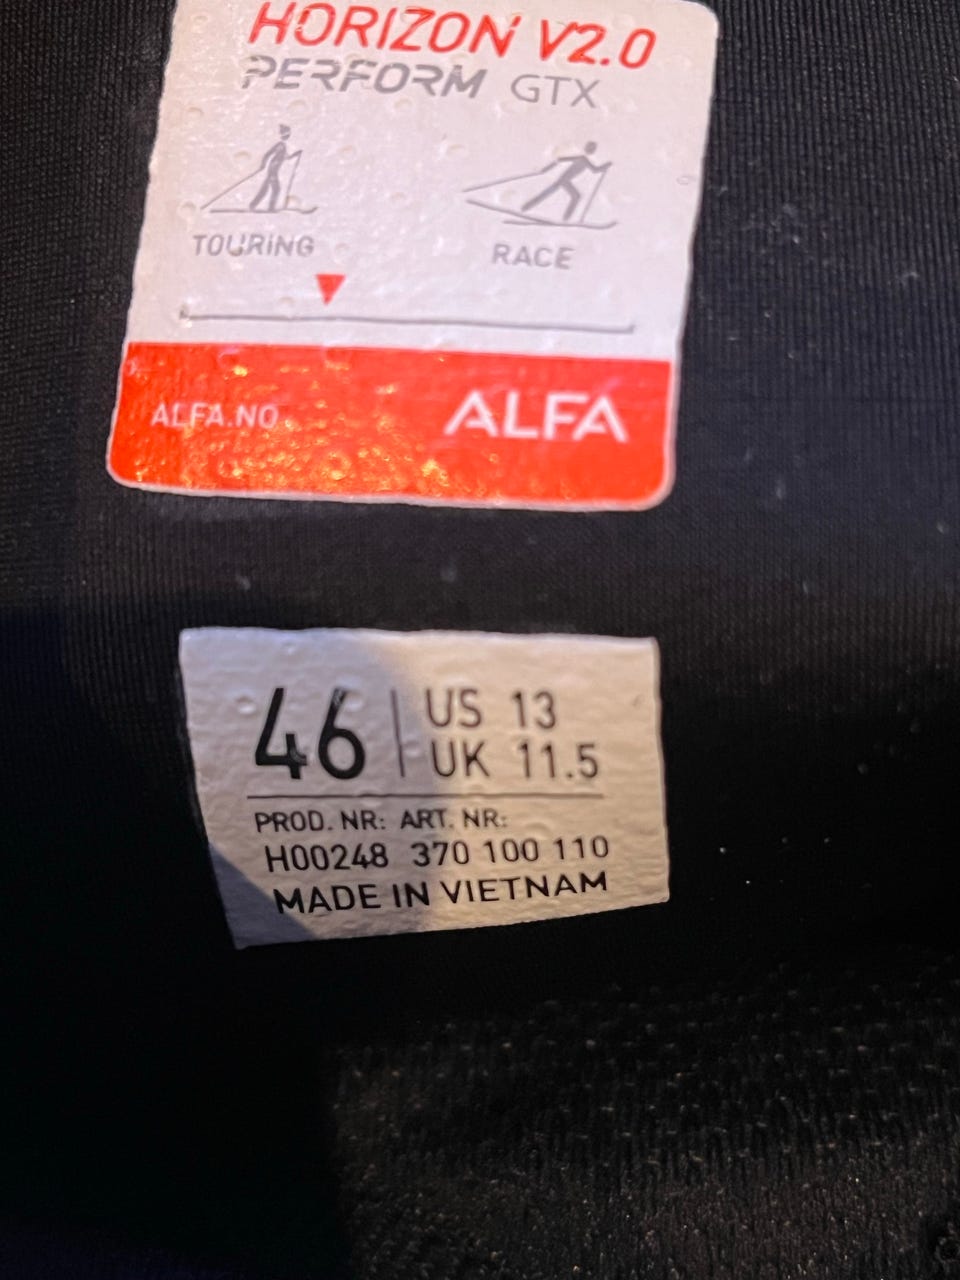 HORIZON V2.0
PERFORM GTX
TOURING RACE
ALFA.NO ALFA
46 US 13
UK 11.5
PROD. NR: ART. NR:
H00248 370 100 110
MADE IN VIETNAM